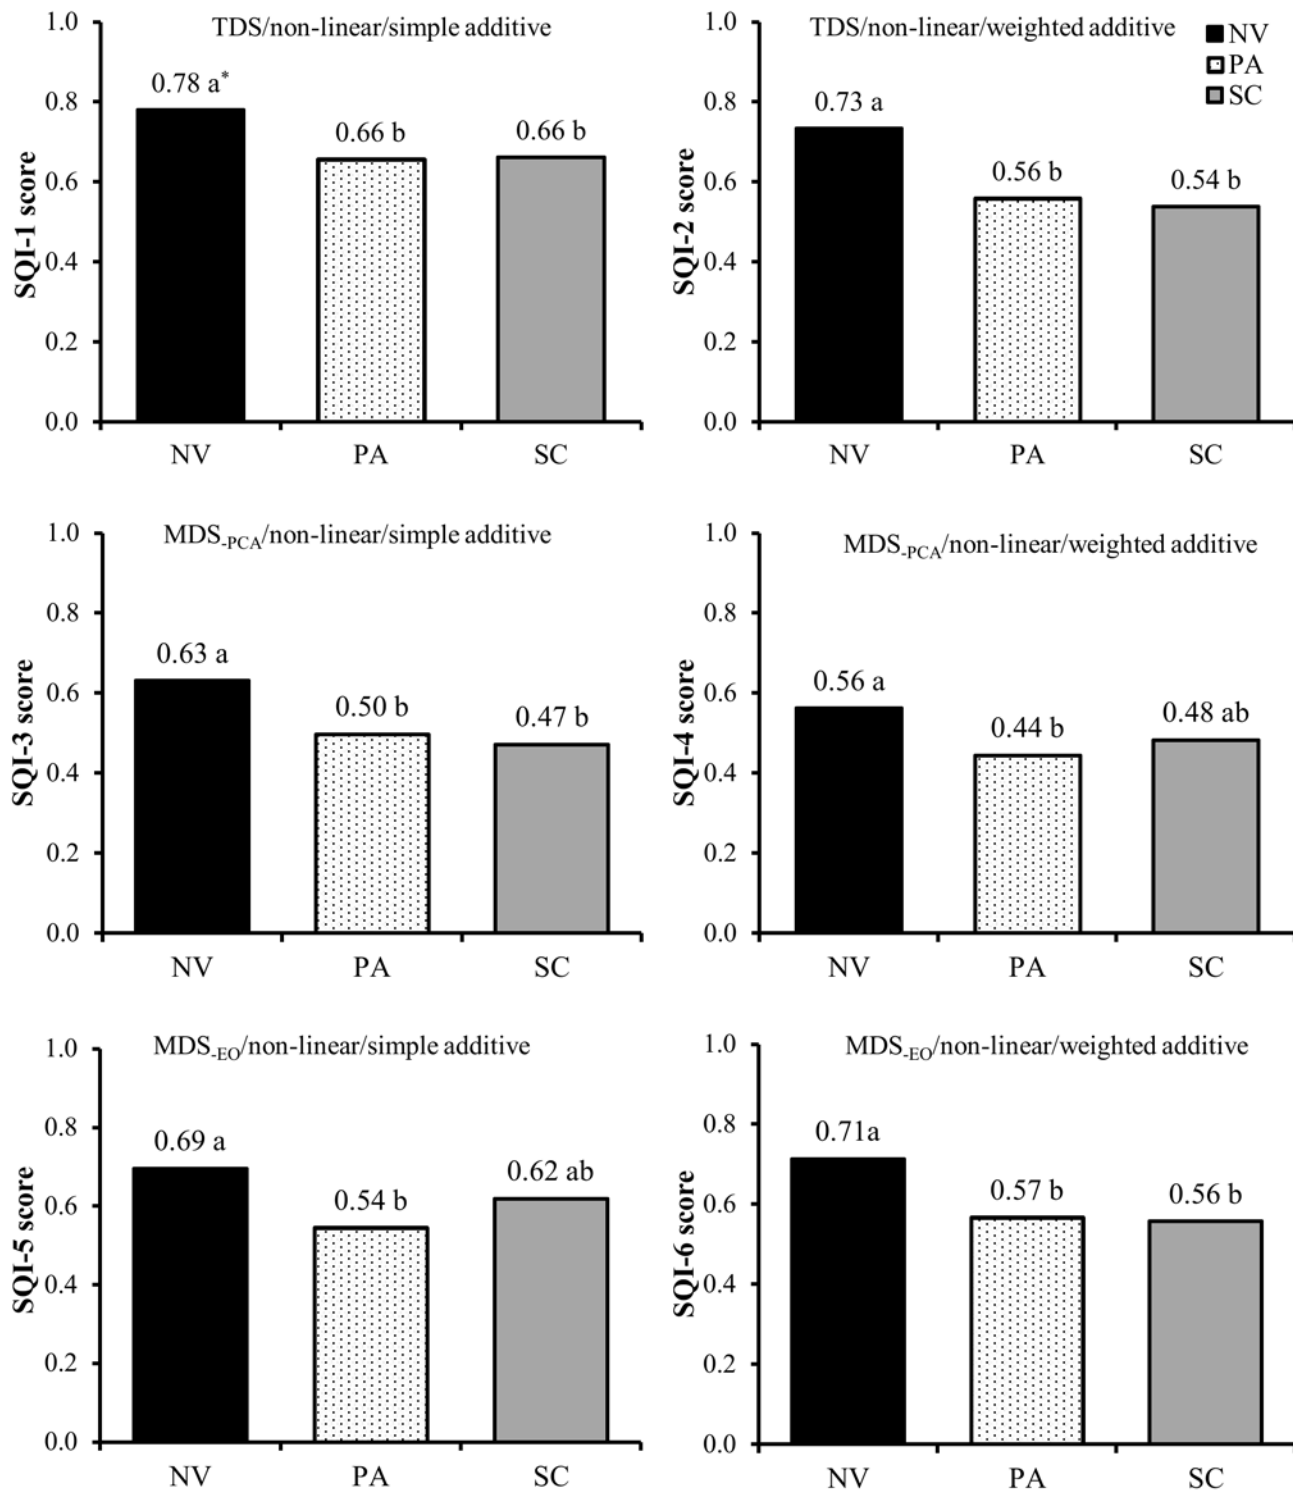 TDS/non-linear/simple additive
SQI-1 score
1.0
0.8
0.6
0.4
0.2
0.0
0.78 a*
0.66 b
0.66 b
NV PA SC
TDS/non-linear/weighted additive
NV
PA
SC
SQI-2 score
1.0
0.8
0.6
0.4
0.2
0.0
0.73 a
0.56 b
0.54 b
NV PA SC
MDS-PCA/non-linear/simple additive
SQI-3 score
1.0
0.8
0.6
0.4
0.2
0.0
0.63 a
0.50 b
0.47 b
NV PA SC
MDS-PCA/non-linear/weighted additive
SQI-4 score
1.0
0.8
0.6
0.4
0.2
0.0
0.56 a
0.44 b
0.48 ab
NV PA SC
MDS-EO/non-linear/simple additive
SQI-5 score
1.0
0.8
0.6
0.4
0.2
0.0
0.69 a
0.54 b
0.62 ab
NV PA SC
MDS-EO/non-linear/weighted additive
SQI-6 score
1.0
0.8
0.6
0.4
0.2
0.0
0.71a
0.57 b
0.56 b
NV PA SC